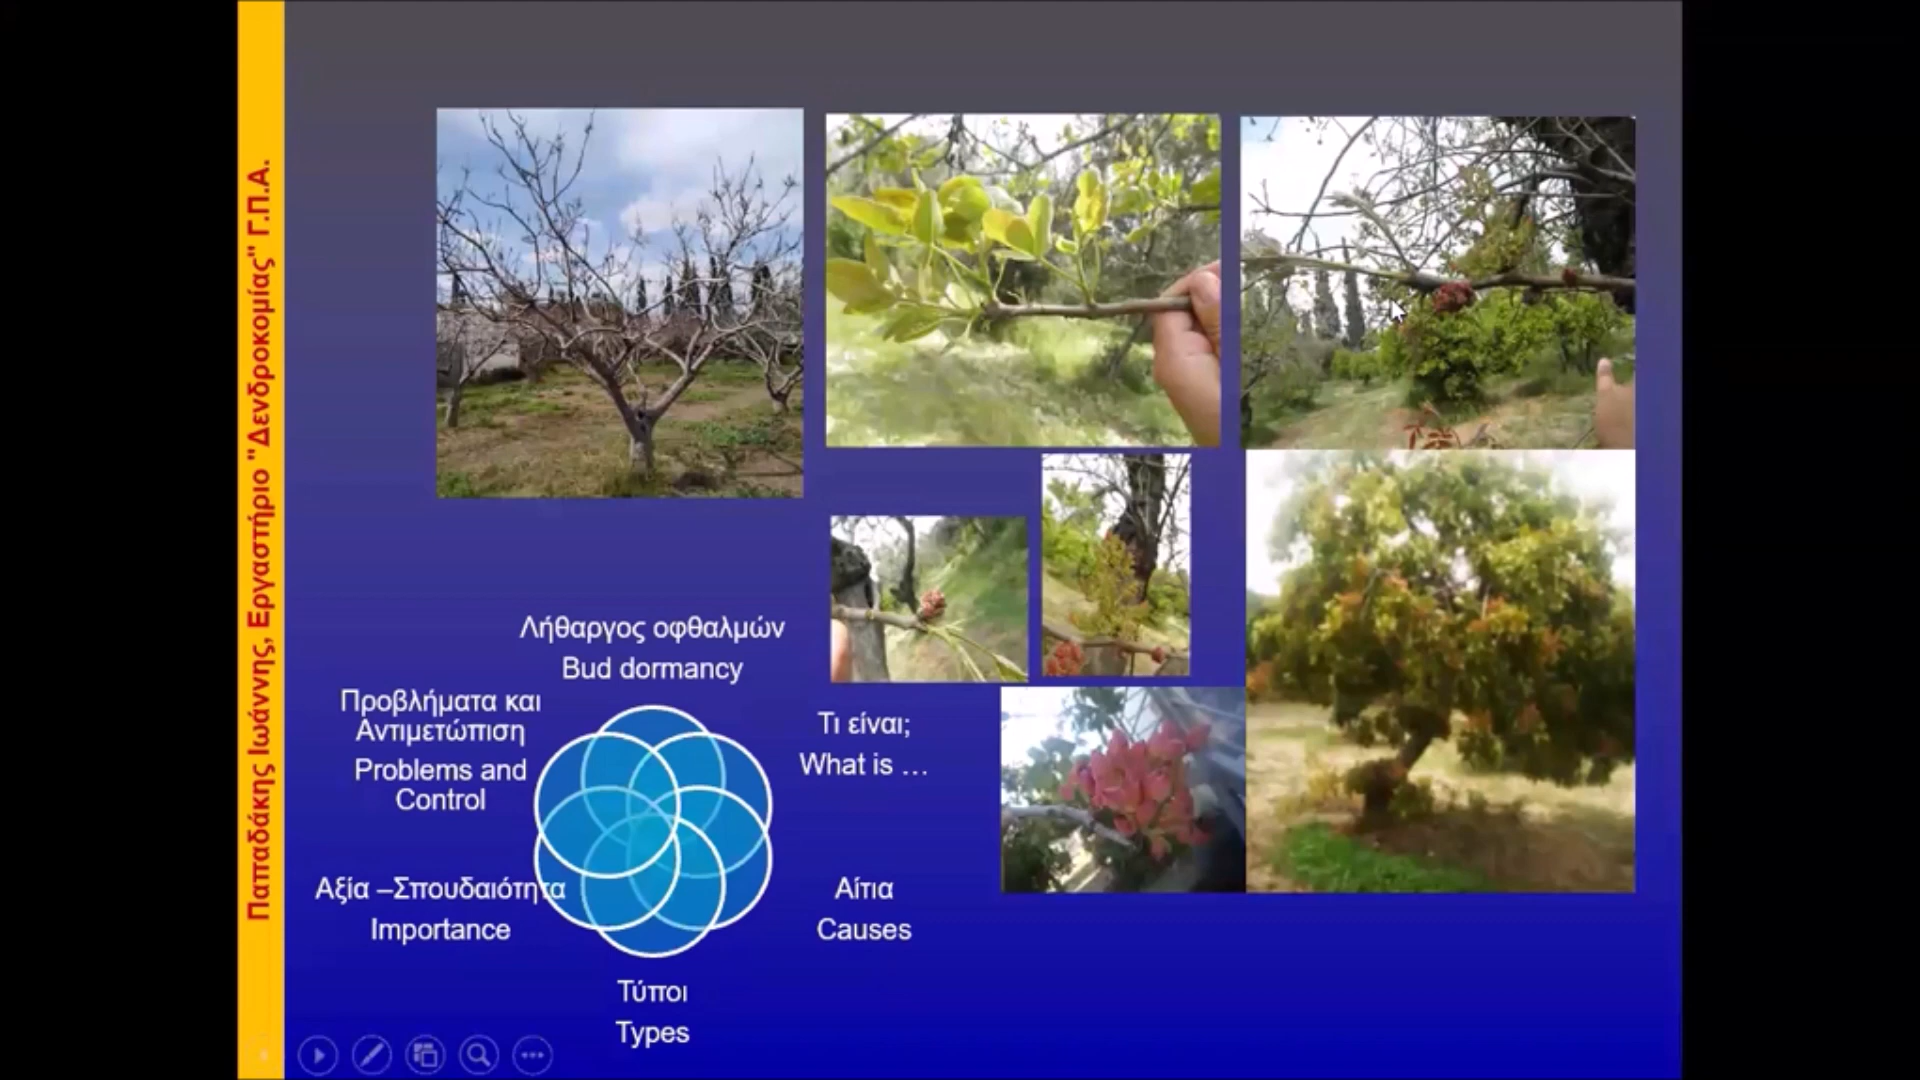 Παπαδάκης Ιωάννης, Εργαστήριο "Δενδροκομίας" Γ.Π.Α.
Λήθαργος οφθαλμών
Bud dormancy
Προβλήματα και
Αντιμετώπιση
Problems and
Control
Τι είναι;
What is …
Αξία –Σπουδαιότητα
Importance
Αίτια
Causes
Τύποι
Types